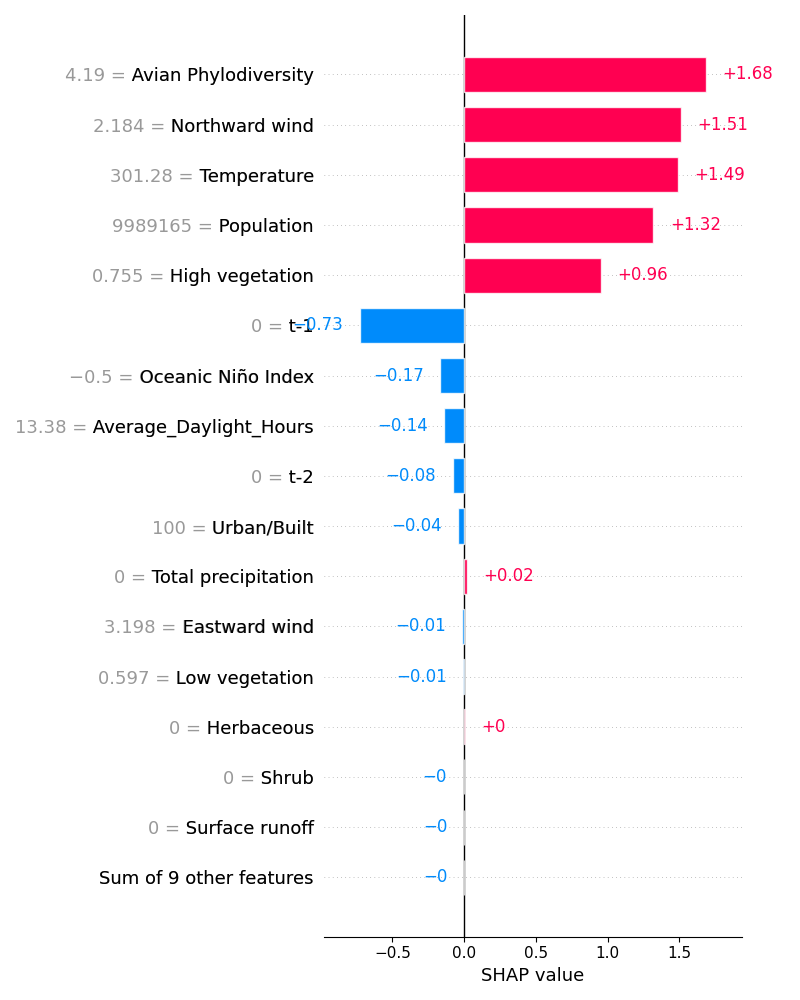 4.19 = Avian Phylodiversity +1.68
2.184 = Northward wind +1.51
301.28 = Temperature +1.49
9989165 = Population +1.32
0.755 = High vegetation +0.96
0 = t-1 −0.73
−0.5 = Oceanic Niño Index −0.17
13.38 = Average_Daylight_Hours −0.14
0 = t-2 −0.08
100 = Urban/Built −0.04
0 = Total precipitation +0.02
3.198 = Eastward wind −0.01
0.597 = Low vegetation −0.01
0 = Herbaceous +0
0 = Shrub −0
0 = Surface runoff −0
Sum of 9 other features −0
−0.5 0.0 0.5 1.0 1.5
SHAP value